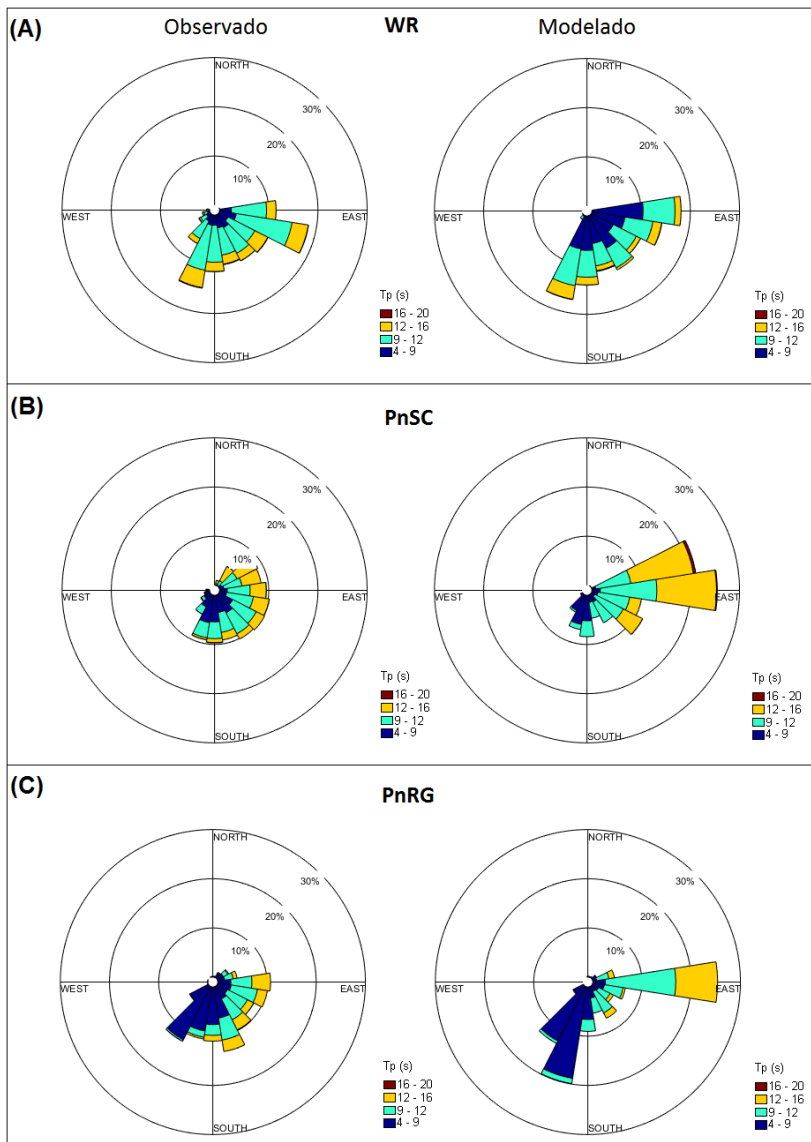 (A) Observado WR Modelado
NORTH NORTH
30% 30%
20% 20%
10% 10%
WEST EAST WEST EAST
Tp (s) Tp (s)
16 - 20 16 - 20
12 - 16 12 - 16
9 - 12 9 - 12
4 - 9 4 - 9
SOUTH SOUTH
(B) PnSC
NORTH NORTH
30% 30%
20% 20%
10% 10%
WEST EAST WEST EAST
Tp (s) Tp (s)
16 - 20 16 - 20
12 - 16 12 - 16
9 - 12 9 - 12
4 - 9 4 - 9
SOUTH SOUTH
(C) PnRG
NORTH NORTH
30% 30%
20% 20%
10% 10%
WEST EAST WEST EAST
Tp (s) Tp (s)
16 - 20 16 - 20
12 - 16 12 - 16
9 - 12 9 - 12
4 - 9 4 - 9
SOUTH SOUTH